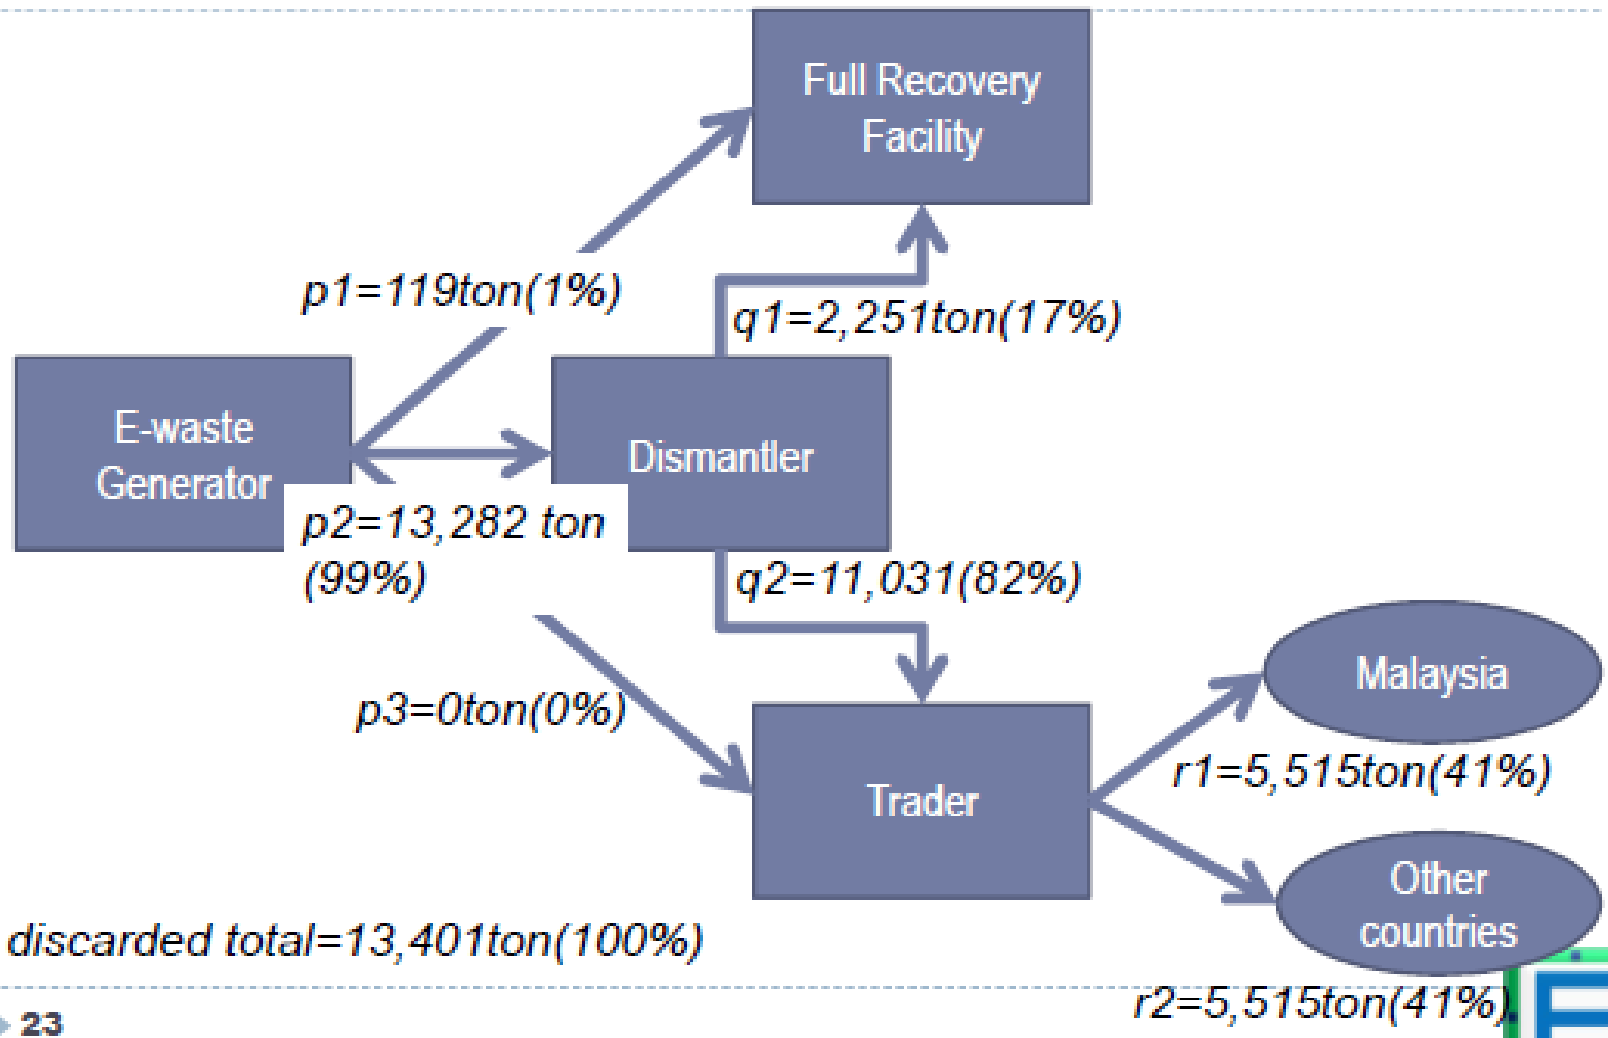 Full Recovery
Facility
p1=119ton(1%)
q1=2,251ton(17%)
E-waste
Generator
Dismantler
p2=13,282 ton
(99%)
q2=11,031(82%)
p3=0ton(0%)
Malaysia
r1=5,515ton(41%)
Trader
Other
countries
discarded total=13,401ton(100%)
r2=5,515ton(41%)
23